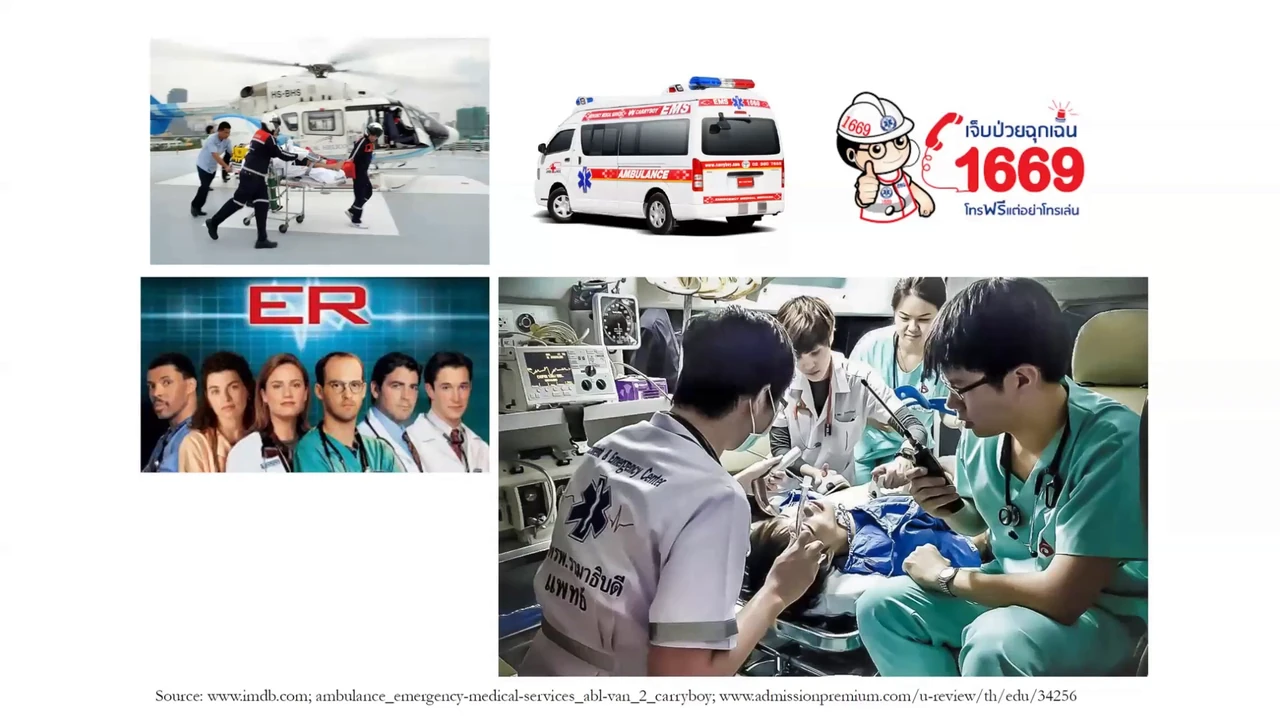 HS-BHS
EMS
EMS 1669
AMBULANCE
1669
เจ็บป่วยฉุกเฉิน
1669
โทรฟรีแต่อย่าโทรเล่น
ER
& Emergency Center
รพ.รามาธิบดี
แพทย์
Source: www.imdb.com; ambulance_emergency-medical-services_abl-van_2_carryboy; www.admissionpremium.com/u-review/th/edu/34256